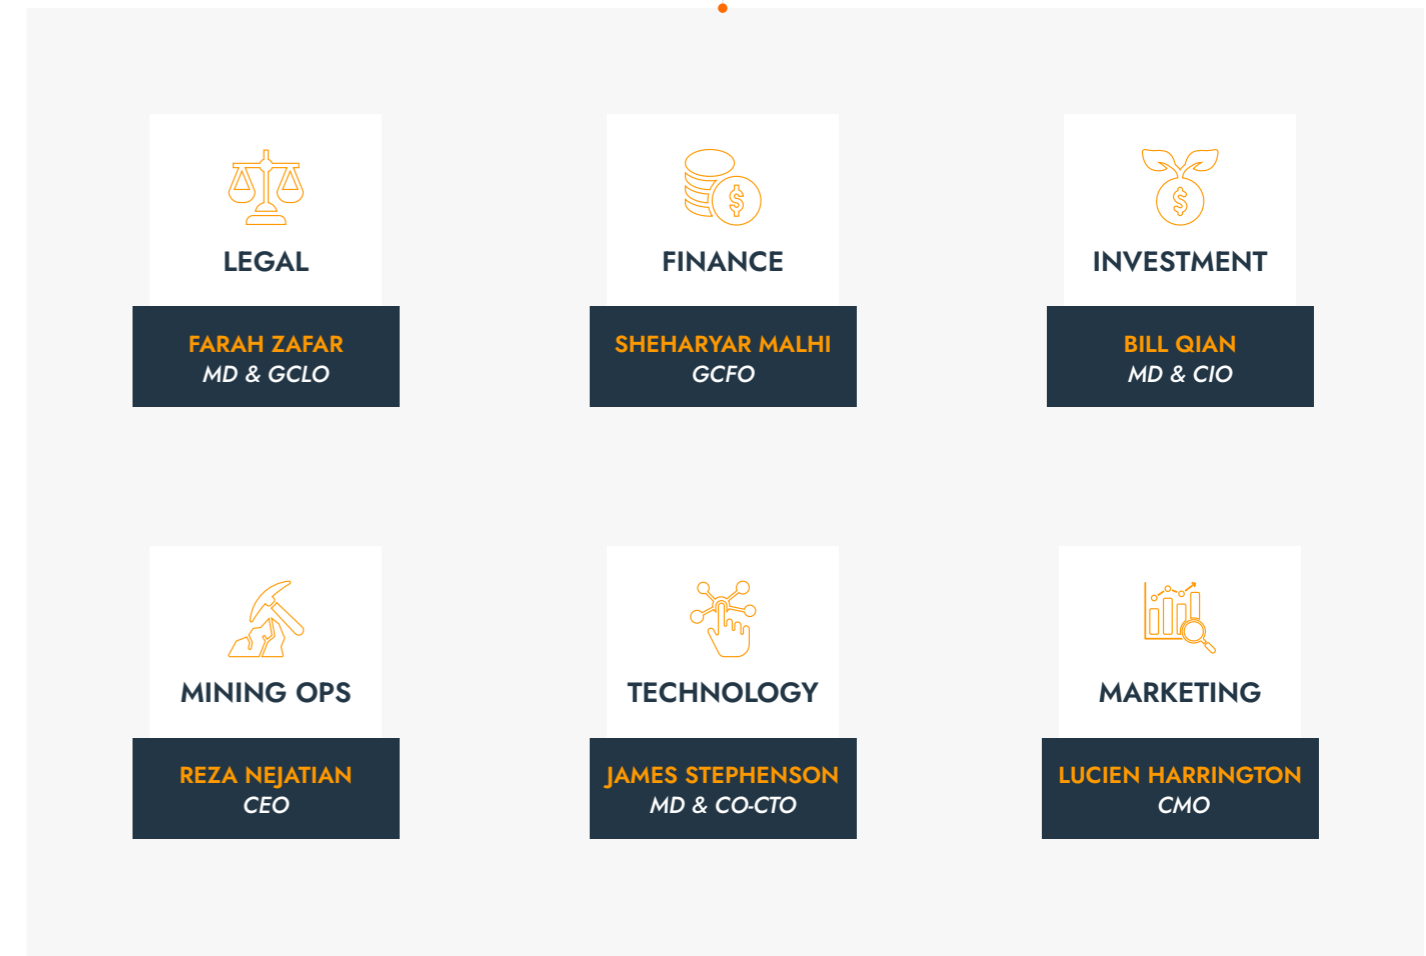 LEGAL
FARAH ZAFAR
MD & GCLO
FINANCE
SHEHARYAR MALHI
GCFO
INVESTMENT
BILL QIAN
MD & CIO
MINING OPS
REZA NEJATIAN
CEO
TECHNOLOGY
JAMES STEPHENSON
MD & CO-CTO
MARKETING
LUCIEN HARRINGTON
CMO